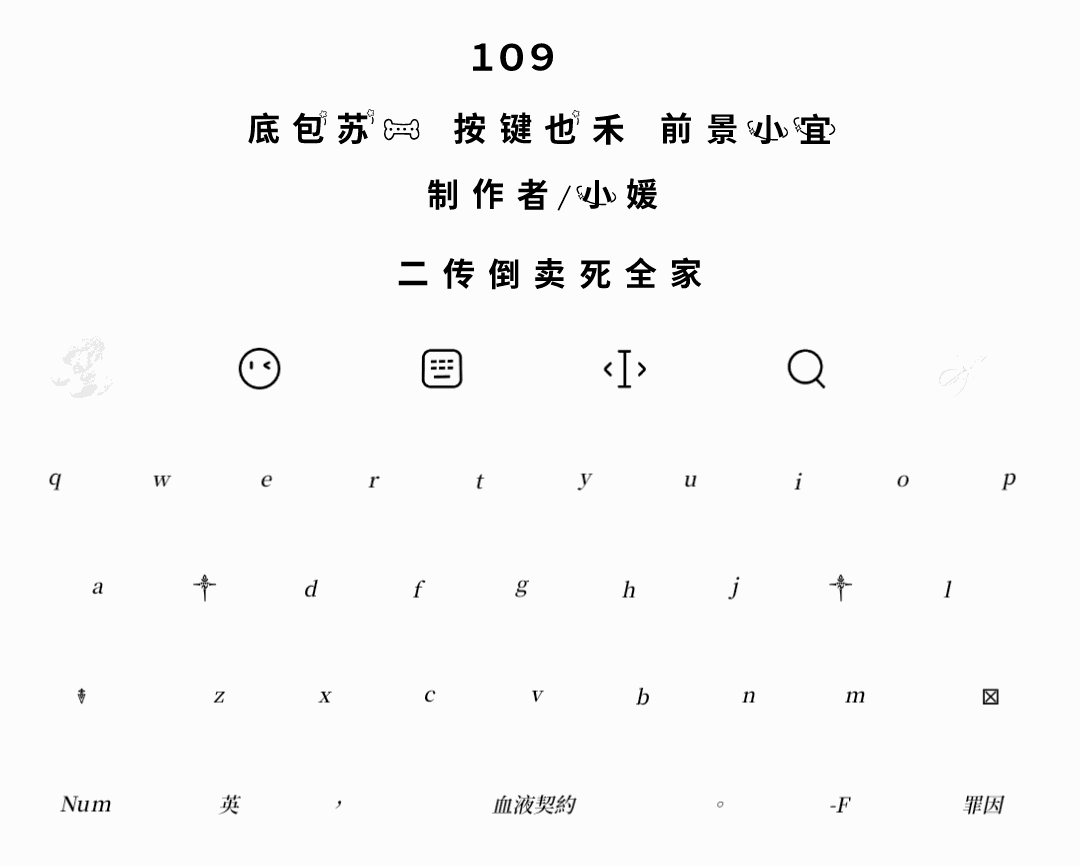 109
底包苏 按键也禾 前景小宜
制作者/小媛
二传倒卖死全家
q w e r t y u i o p
a d f g h j l
z x c v b n m
Num 英 ， 血液契約 。 -F 罪因